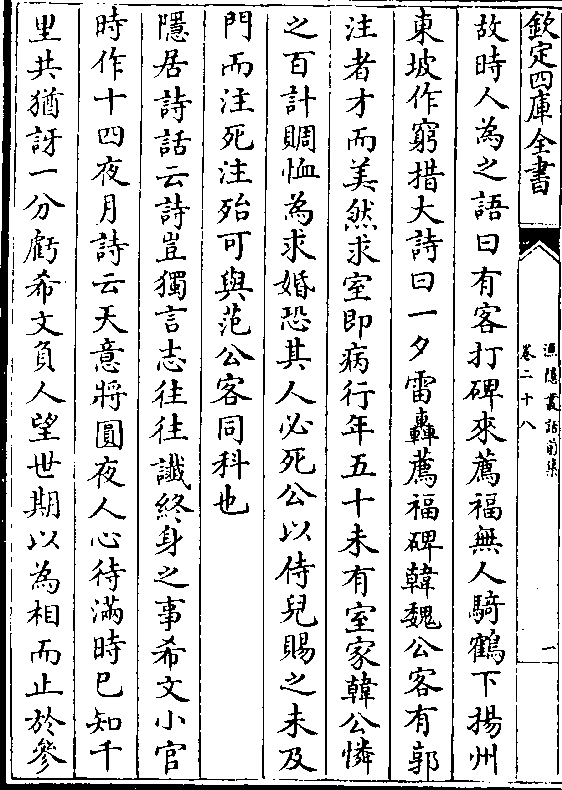 欽定四庫全書
漁隱叢話前集
卷二十八
一
故時人為之語曰有客打碑來薦福無人騎鶴下揚州
東坡作窮措大詩曰一夕雷轟薦福碑韓魏公客有郭
注者才而美然求室即病行年五十未有室家韓公憐
之百計賙恤為求婚恐其人必死公以侍兒賜之未及
門而注死注殆可與范公客同科也
隱居詩話云詩豈獨言志往往讖終身之事希文小官
時作十四夜月詩云天意將圓夜人心待滿時已知千
里共猶訝一分虧希文負人望世期以為相而止於參